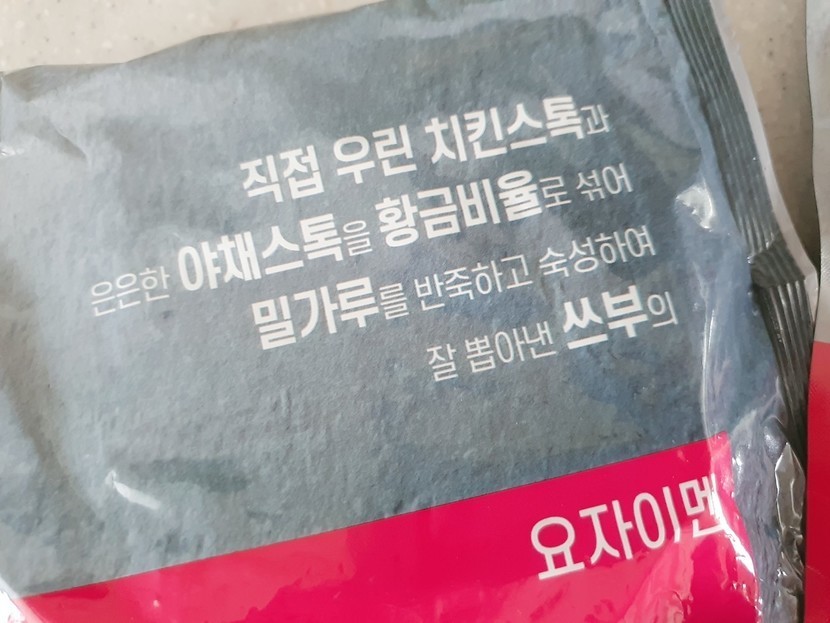 직접 우린 치킨스톡과
은은한 야채스톡을 황금비율로 섞어
밀가루를 반죽하고 숙성하여
잘 뽑아낸 쓰부의
요자이멘